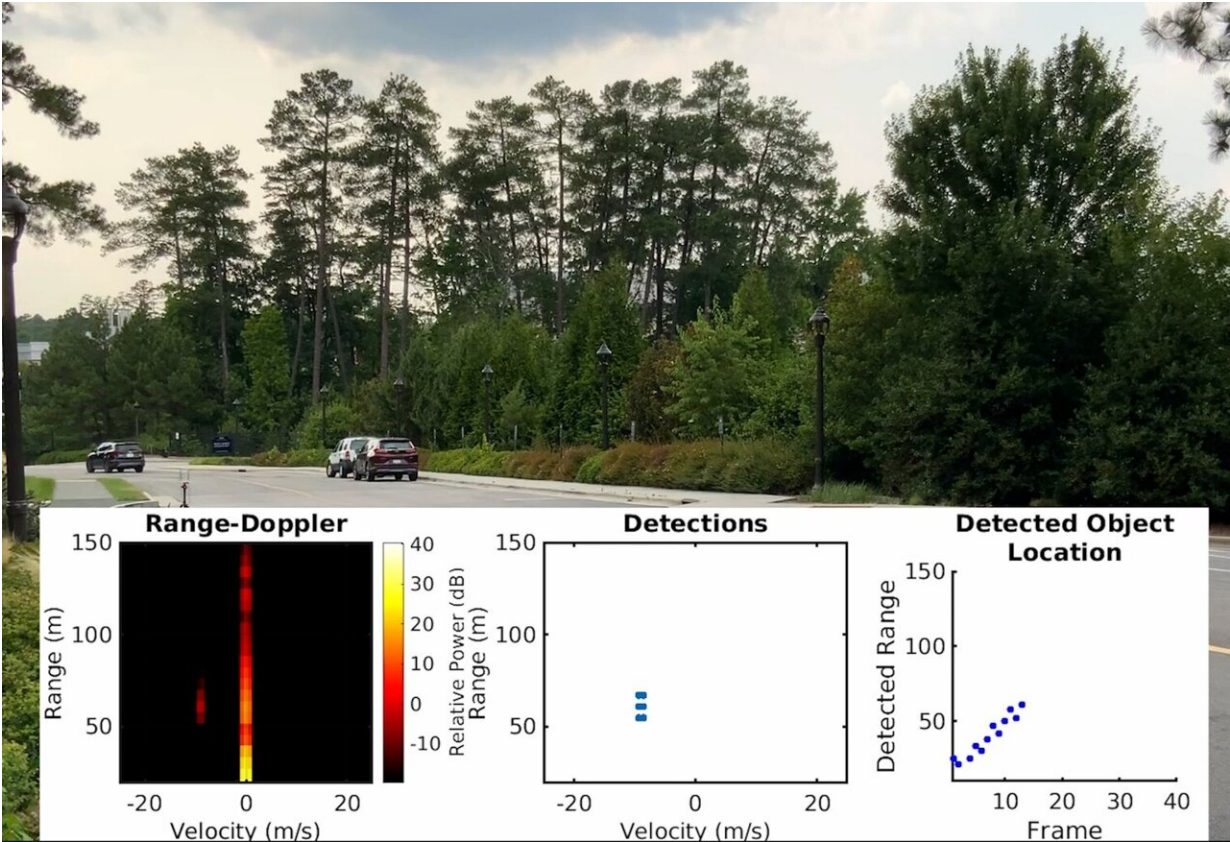 Range-Doppler
150
100
50
Range (m)
-20
0
20
Velocity (m/s)
40
30
20
10
0
-10
Relative Power (dB)
Detections
150
100
50
Range (m)
-20
0
20
Velocity (m/s)
Detected Object
Location
150
100
50
Detected Range
10
20
30
40
Frame